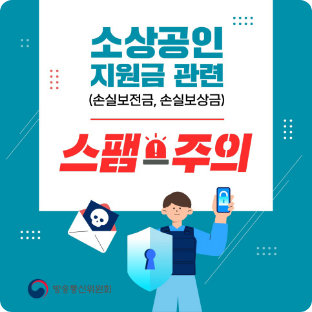 소상공인
지원금 관련
(손실보전금, 손실보상금)
스팸주의
방송통신위원회